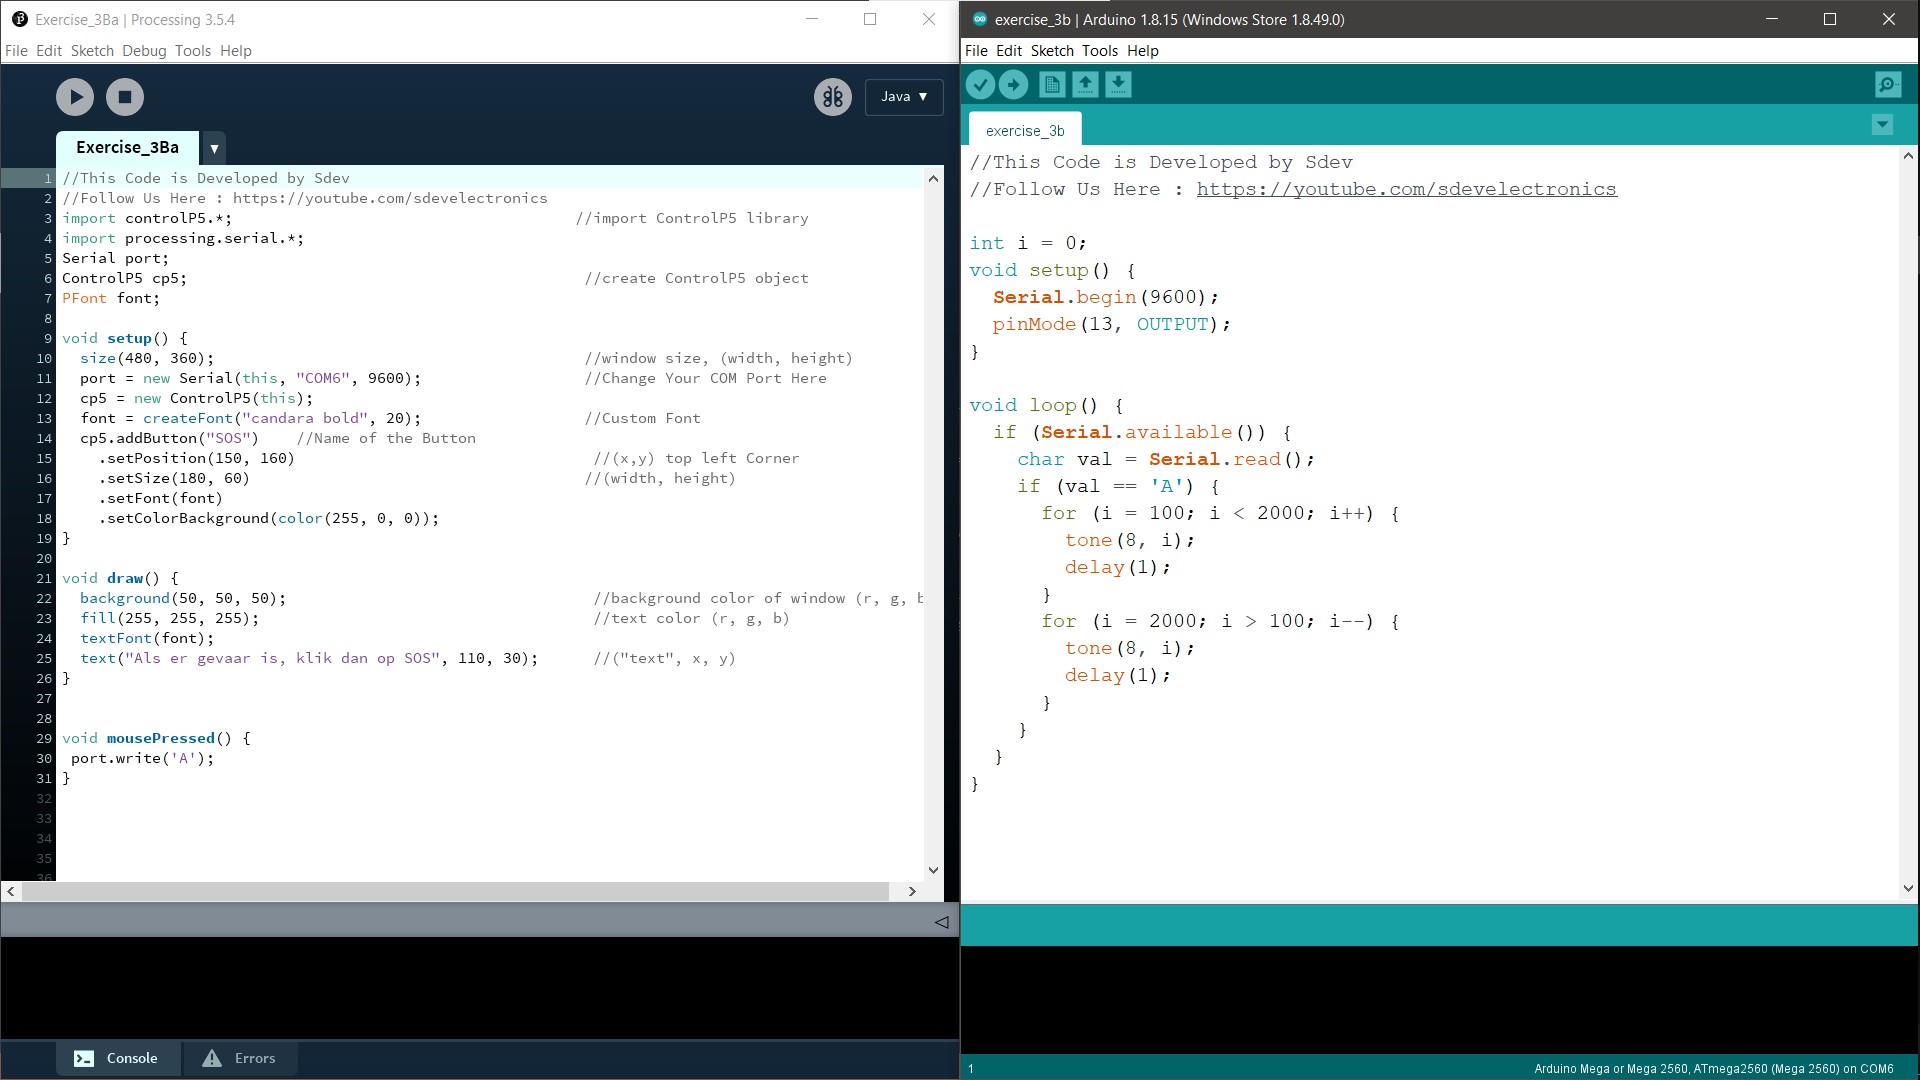 Exercise_3Ba | Processing 3.5.4
File Edit Sketch Debug Tools Help
Java ▼
Exercise_3Ba ▼
1 //This Code is Developed by Sdev
2 //Follow Us Here : https://youtube.com/sdevelectronics
3 import controlP5.*; //import ControlP5 library
4 import processing.serial.*;
5 Serial port;
6 ControlP5 cp5; //create ControlP5 object
7 PFont font;
8
9 void setup() {
10 size(480, 360); //window size, (width, height)
11 port = new Serial(this, "COM6", 9600); //Change Your COM Port Here
12 cp5 = new ControlP5(this);
13 font = createFont("candara bold", 20); //Custom Font
14 cp5.addButton("SOS") //Name of the Button
15 .setPosition(150, 160) //(x,y) top left Corner
16 .setSize(180, 60) //(width, height)
17 .setFont(font)
18 .setColorBackground(color(255, 0, 0));
19 }
20
21 void draw() {
22 background(50, 50, 50); //background color of window (r, g, b
23 fill(255, 255, 255); //text color (r, g, b)
24 textFont(font);
25 text("Als er gevaar is, klik dan op SOS", 110, 30); //("text", x, y)
26 }
27
28
29 void mousePressed() {
30 port.write('A');
31 }
32
33
34
35
36
Console Errors
exercise_3b | Arduino 1.8.15 (Windows Store 1.8.49.0)
File Edit Sketch Tools Help
exercise_3b
//This Code is Developed by Sdev
//Follow Us Here : https://youtube.com/sdevelectronics
int i = 0;
void setup() {
Serial.begin(9600);
pinMode(13, OUTPUT);
}
void loop() {
if (Serial.available()) {
char val = Serial.read();
if (val == 'A') {
for (i = 100; i < 2000; i++) {
tone(8, i);
delay(1);
}
for (i = 2000; i > 100; i--) {
tone(8, i);
delay(1);
}
}
}
}
1 Arduino Mega or Mega 2560, ATmega2560 (Mega 2560) on COM6